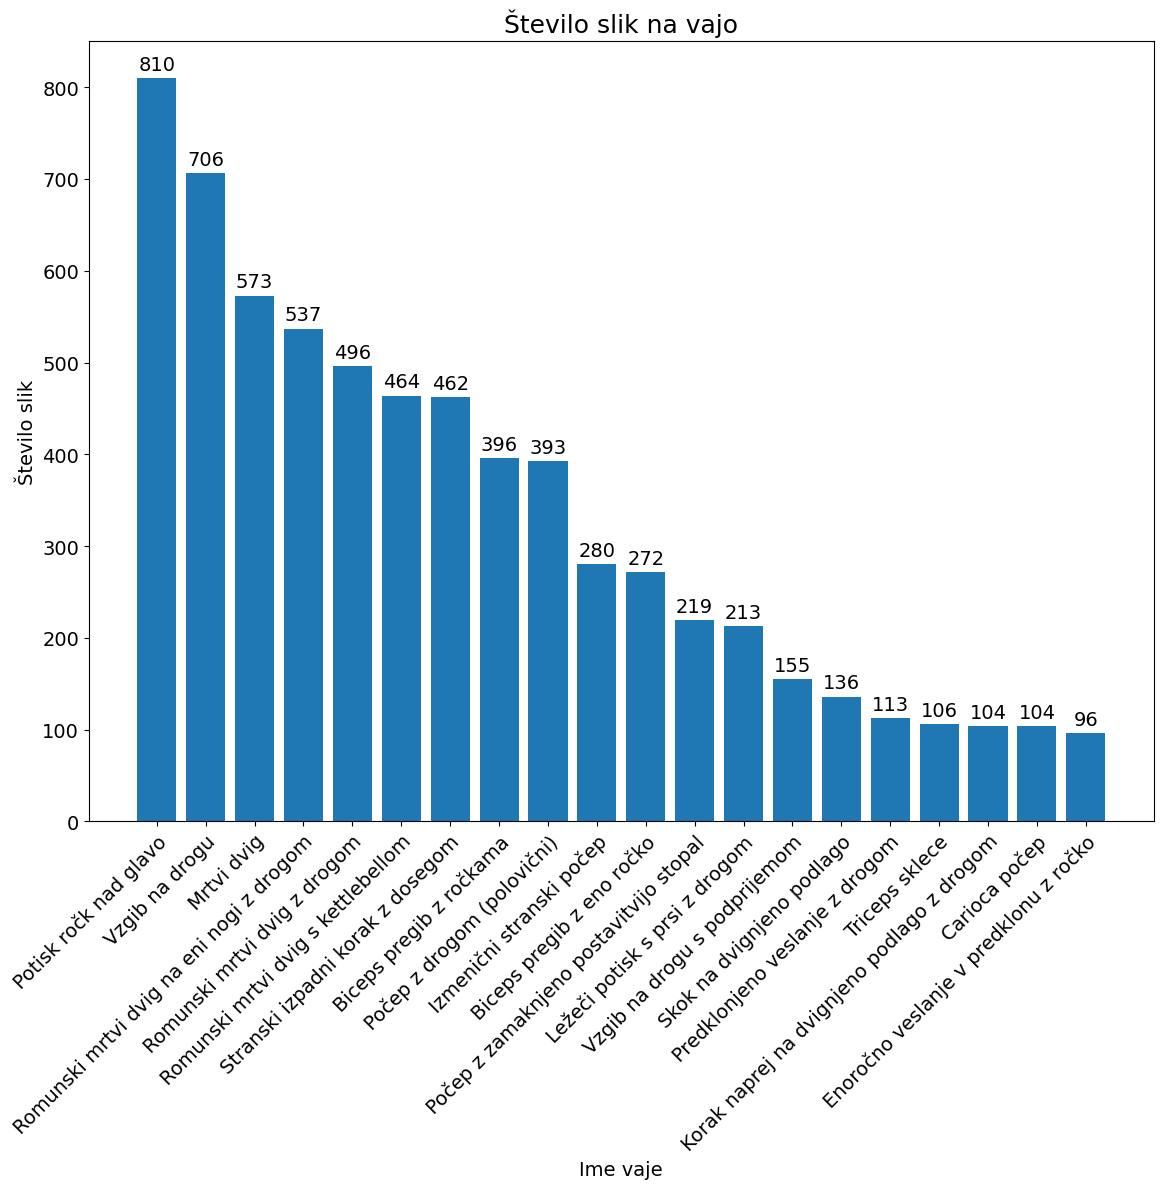 Število slik na vajo
Število slik
800
700
600
500
400
300
200
100
0
810
706
573
537
496
464
462
396
393
280
272
219
213
155
136
113
106
104
104
96
Potisk ročk nad glavo
Vzgib na drogu
Mrtvi dvig
Romunski mrtvi dvig na eni nogi z drogom
Romunski mrtvi dvig z drogom
Romunski mrtvi dvig s kettlebellom
Stranski izpadni korak z dosegom
Biceps pregib z ročkama
Počep z drogom (polovični)
Izmenični stranski počep
Biceps pregib z eno ročko
Počep z zamaknjeno postavitvijo stopal
Ležeči potisk s prsi z drogom
Vzgib na drogu s podprijemom
Skok na dvignjeno podlago
Predklonjeno veslanje z drogom
Triceps sklece
Korak naprej na dvignjeno podlago z drogom
Carioca počep
Enoročno veslanje v predklonu z ročko
Ime vaje